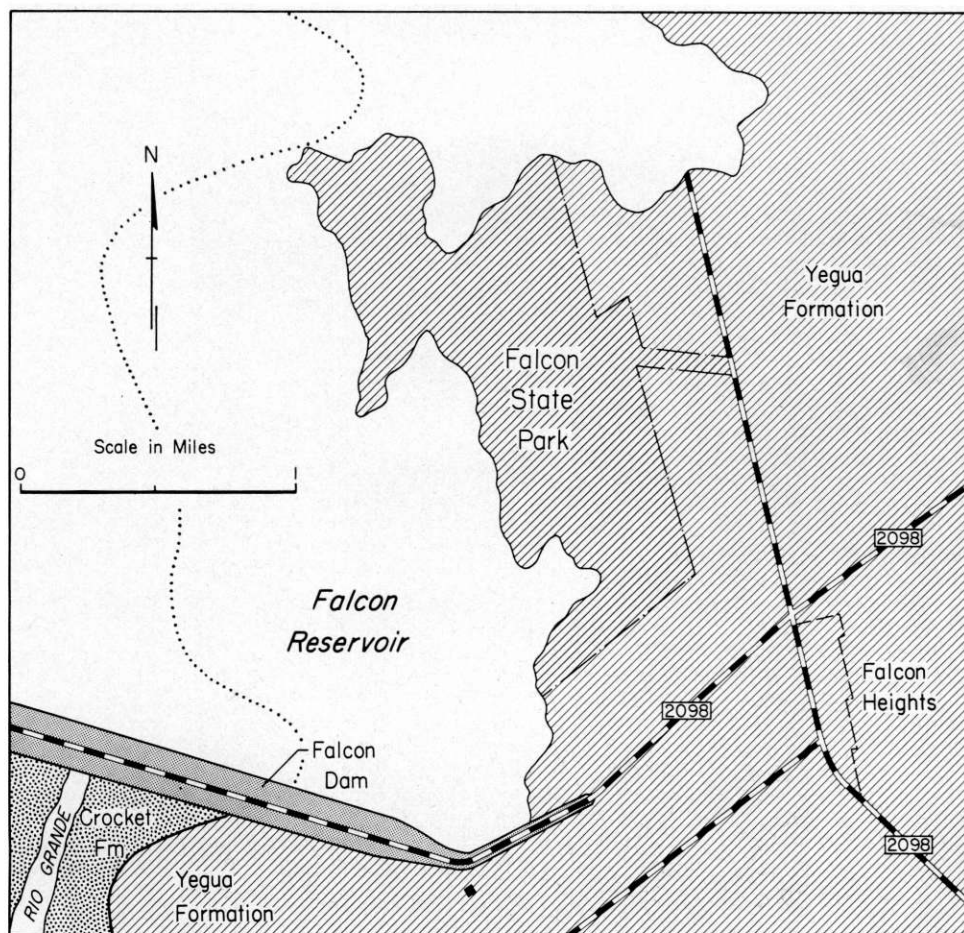 N
Yegua
Formation
Falcon
State
Park
Scale in Miles
0
1
2098
Falcon
Reservoir
Falcon
Heights
2098
Falcon
Dam
Crocket
Fm.
RIO GRANDE
2098
Yegua
Formation